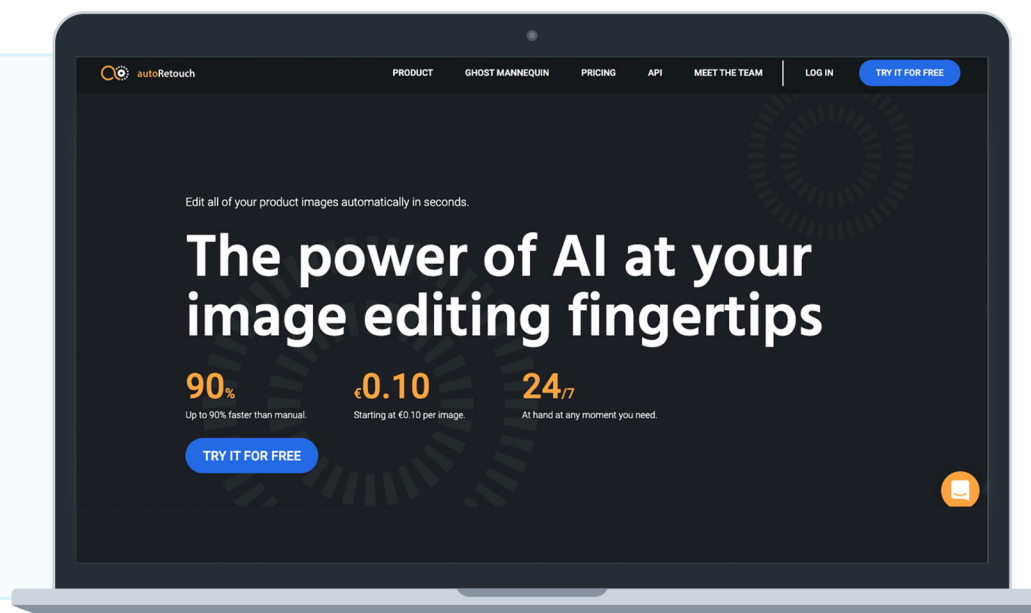 autoRetouch PRODUCT GHOST MANNEQUIN PRICING API MEET THE TEAM LOG IN TRY IT FOR FREE
Edit all of your product images automatically in seconds.
The power of AI at your
image editing fingertips
90% €0.10 24/7
Up to 90% faster than manual. Starting at €0.10 per image. At hand at any moment you need.
TRY IT FOR FREE